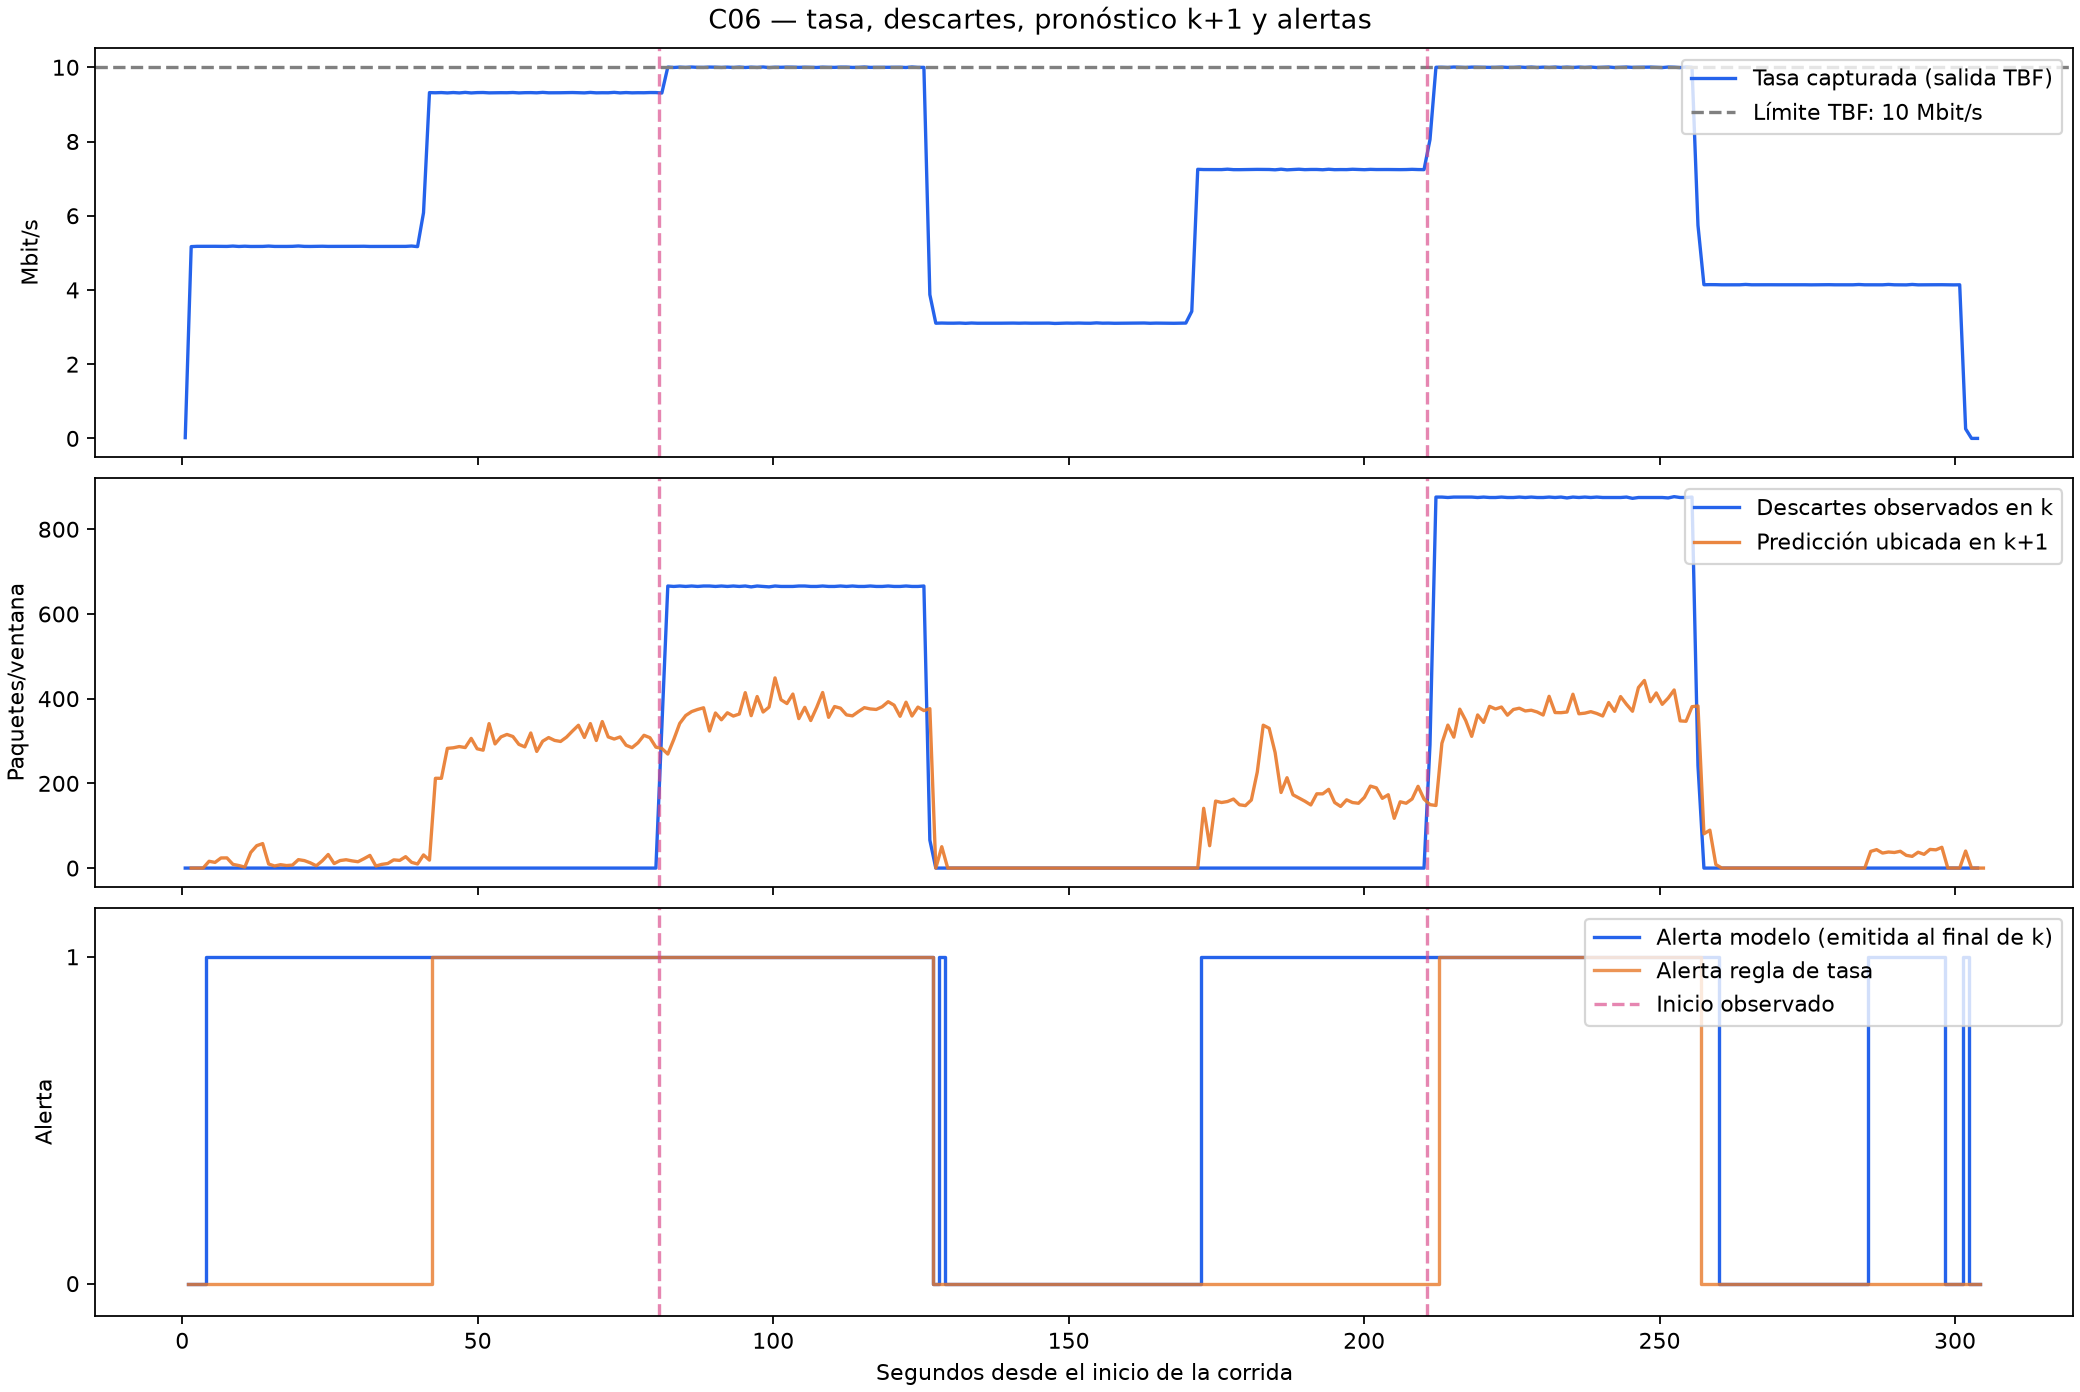 C06 — tasa, descartes, pronóstico k+1 y alertas
10
8
6
4
2
0
Mbit/s
Tasa capturada (salida TBF)
Límite TBF: 10 Mbit/s
800
600
400
200
0
Paquetes/ventana
Descartes observados en k
Predicción ubicada en k+1
1
0
Alerta
Alerta modelo (emitida al final de k)
Alerta regla de tasa
Inicio observado
0 50 100 150 200 250 300
Segundos desde el inicio de la corrida